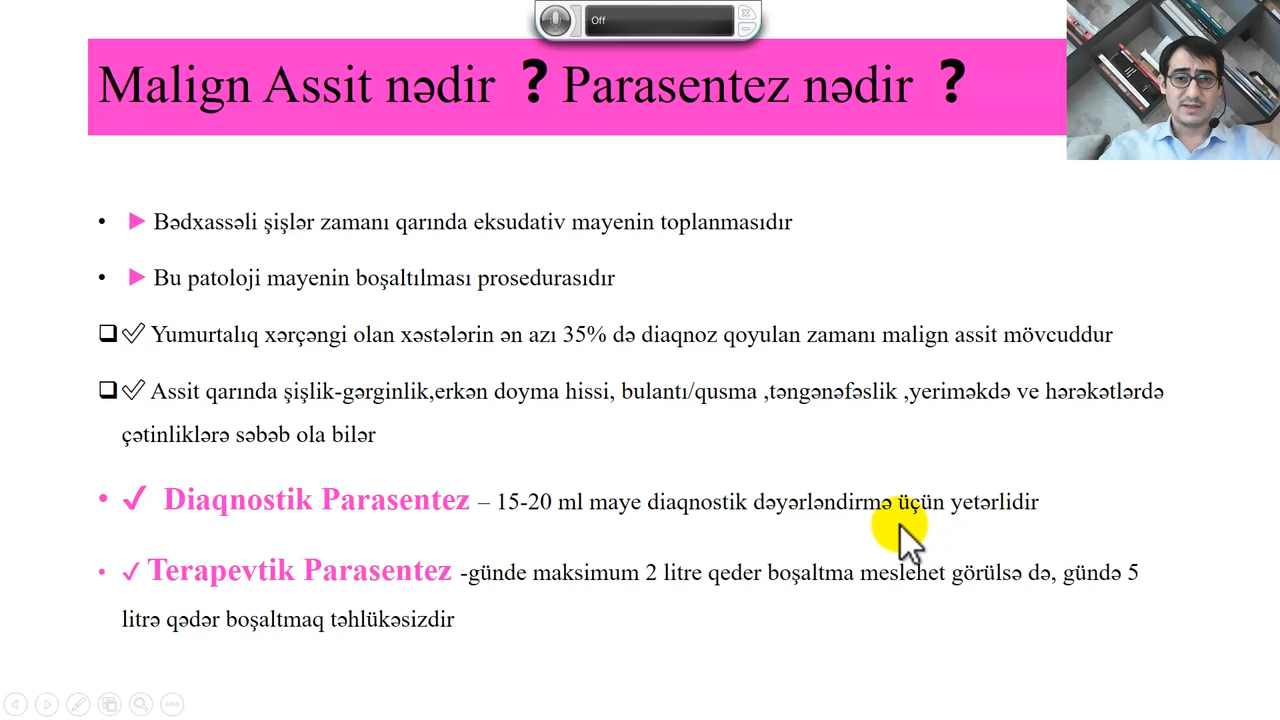 Off
Malign Assit nədir ? Parasentez nədir ?
• ► Bədxassəli şişlər zamanı qarında eksudativ mayenin toplanmasıdır
• ► Bu patoloji mayenin boşaltılması prosedurasıdır
❑✓ Yumurtalıq xərçəngi olan xəstələrin ən azı 35% də diaqnoz qoyulan zamanı malign assit mövcuddur
❑✓ Assit qarında şişlik-gərginlik,erkən doyma hissi, bulantı/qusma ,təngənəfəslik ,yeriməkdə ve hərəkətlərdə
çətinliklərə səbəb ola bilər
• ✓ Diaqnostik Parasentez – 15-20 ml maye diaqnostik dəyərləndirmə üçün yetərlidir
• ✓ Terapevtik Parasentez -günde maksimum 2 litre qeder boşaltma meslehet görülsə də, gündə 5
litrə qədər boşaltmaq təhlükəsizdir